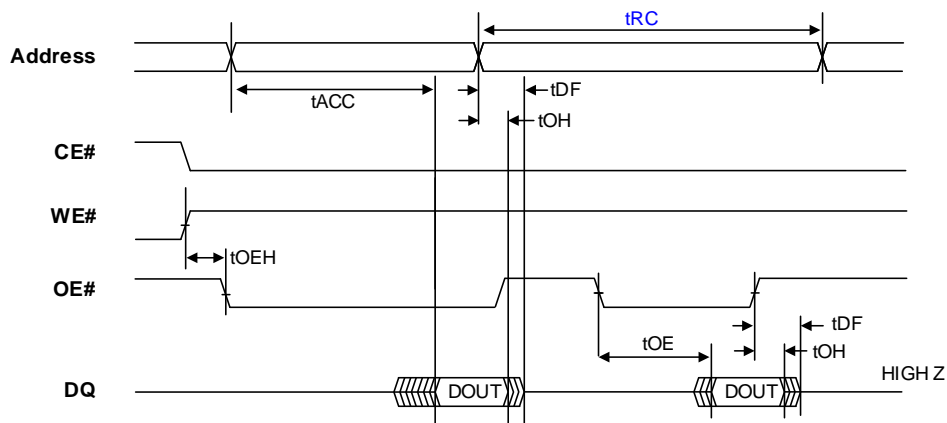 tRC
Address
tDF
tACC
tOH
CE#
WE#
tOEH
OE#
tDF
tOE
tOH
HIGH Z
DQ
DOUT
DOUT